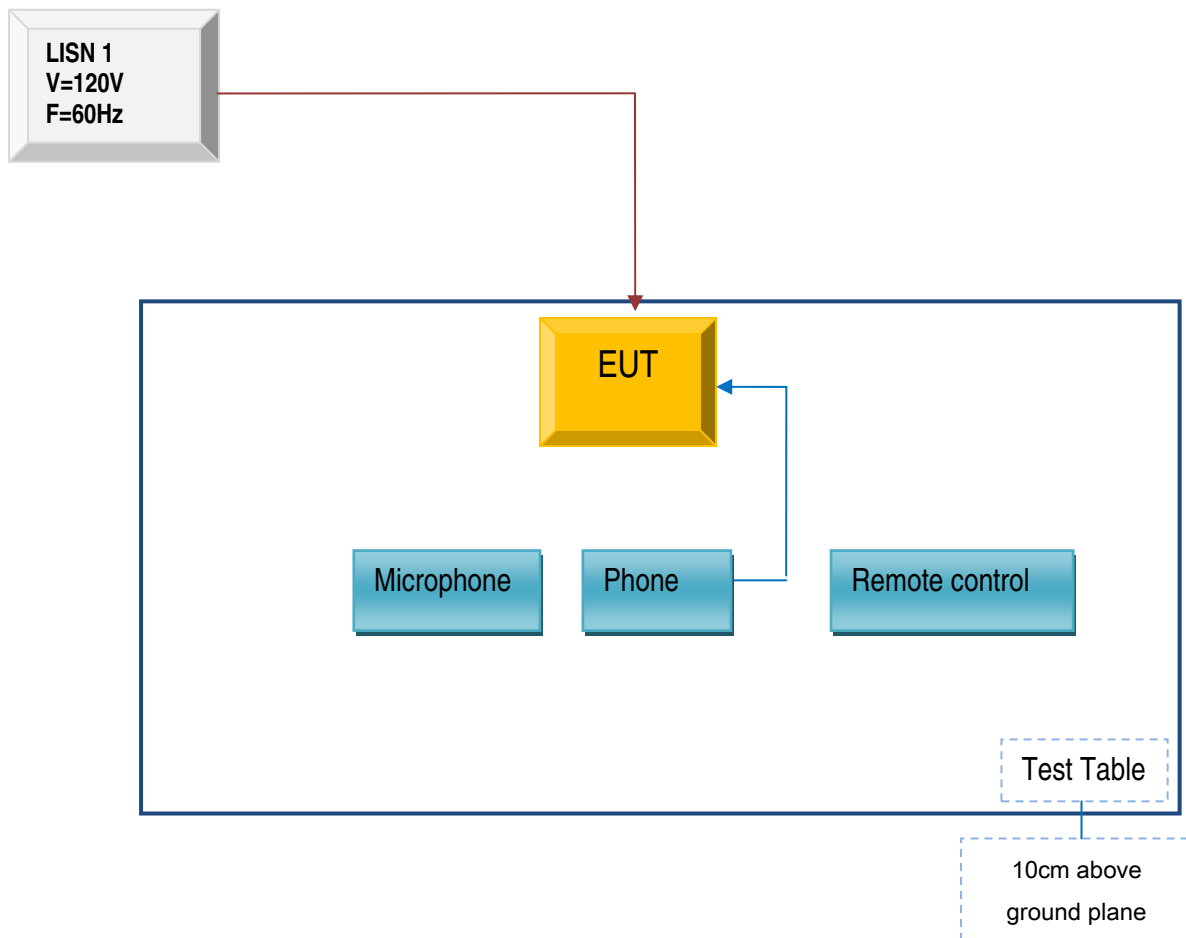 LISN 1
V=120V
F=60Hz
EUT
Microphone
Phone
Remote control
Test Table
10cm above
ground plane